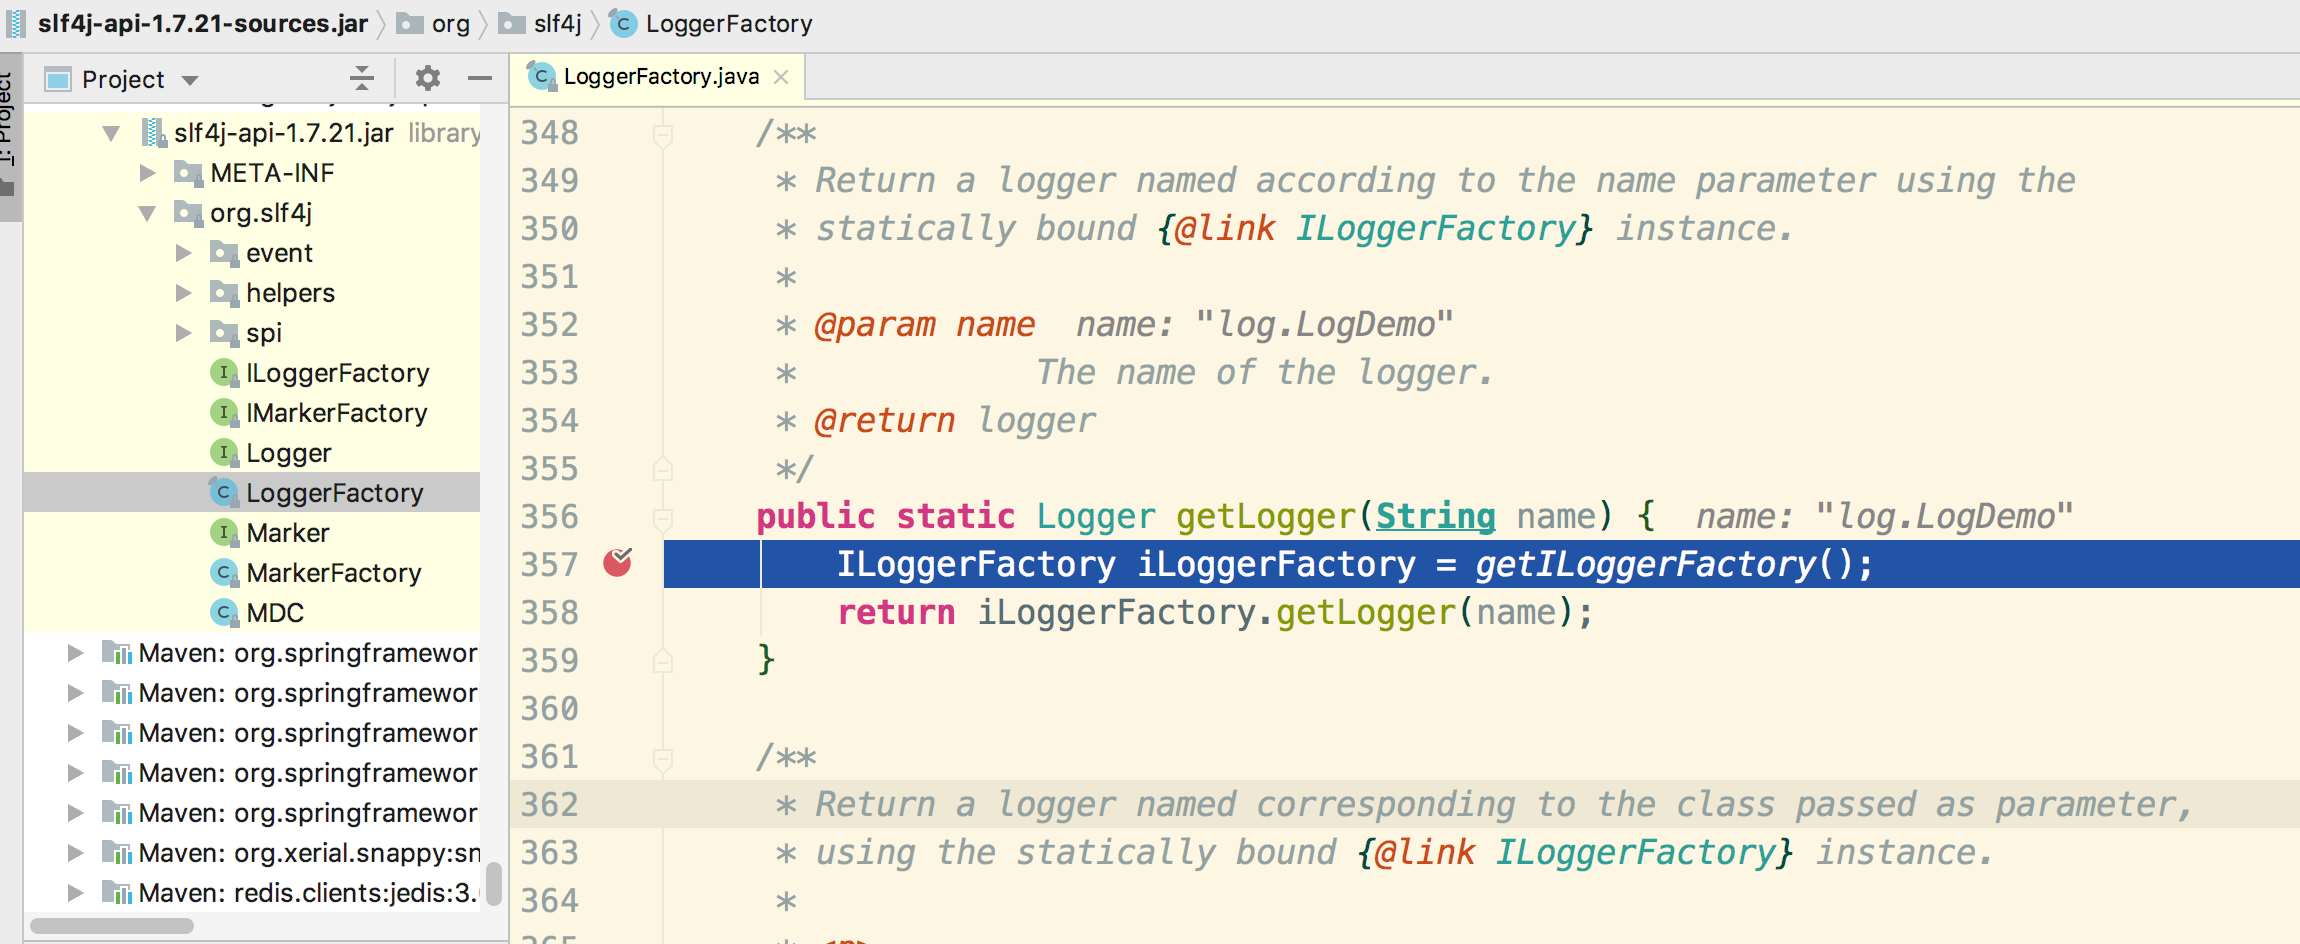 slf4j-api-1.7.21-sources.jar org slf4j LoggerFactory
1: Project
Project
LoggerFactory.java
slf4j-api-1.7.21.jar library
META-INF
org.slf4j
event
helpers
spi
ILoggerFactory
IMarkerFactory
Logger
LoggerFactory
Marker
MarkerFactory
MDC
Maven: org.springframewor
Maven: org.springframewor
Maven: org.springframewor
Maven: org.springframewor
Maven: org.springframewor
Maven: org.xerial.snappy:sn
Maven: redis.clients:jedis:3.
348 /**
349 * Return a logger named according to the name parameter using the
350 * statically bound {@link ILoggerFactory} instance.
351 *
352 * @param name name: "log.LogDemo"
353 * The name of the logger.
354 * @return logger
355 */
356 public static Logger getLogger(String name) { name: "log.LogDemo"
357 ILoggerFactory iLoggerFactory = getILoggerFactory();
358 return iLoggerFactory.getLogger(name);
359 }
360
361 /**
362 * Return a logger named corresponding to the class passed as parameter,
363 * using the statically bound {@link ILoggerFactory} instance.
364 *
365 * <p>